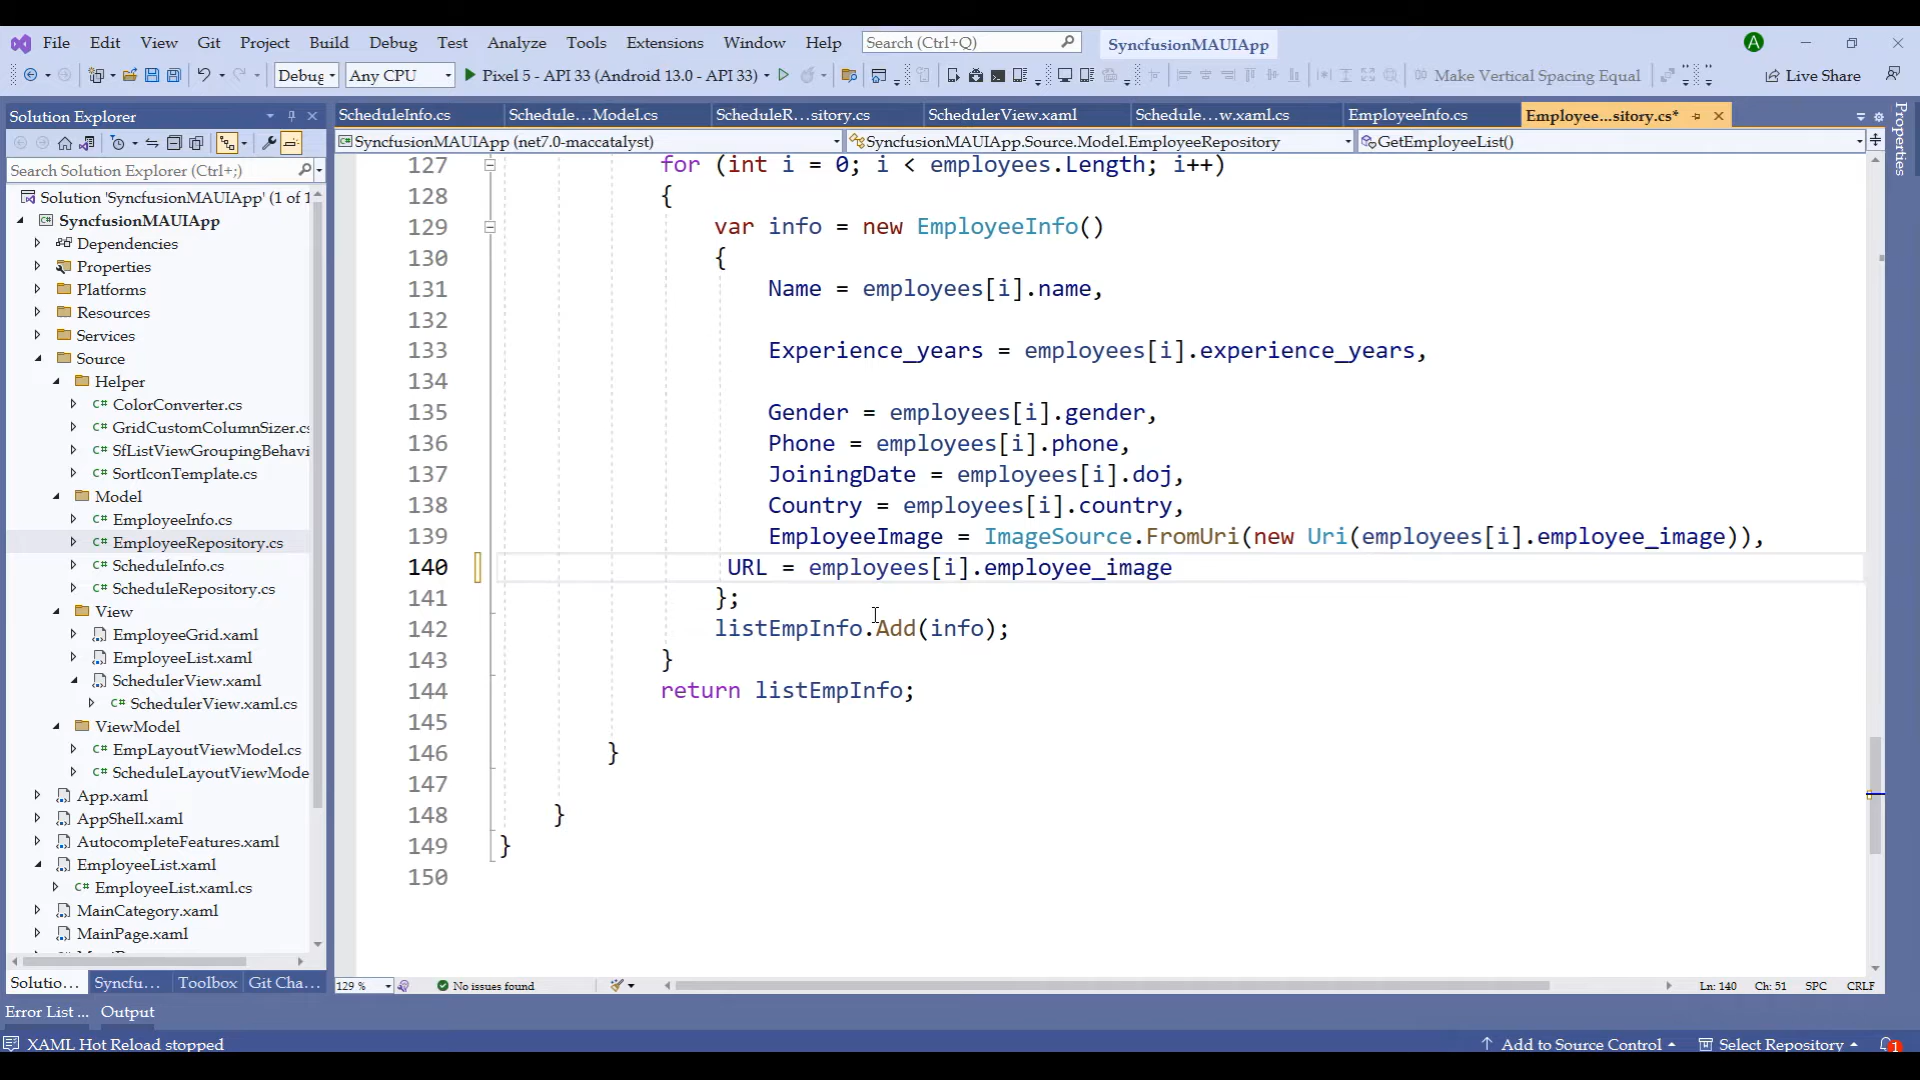 File Edit View Git Project Build Debug Test Analyze Tools Extensions Window Help Search (Ctrl+Q) SyncfusionMAUIApp A
Debug Any CPU Pixel 5 - API 33 (Android 13.0 - API 33) Make Vertical Spacing Equal Live Share
Solution Explorer
Search Solution Explorer (Ctrl+;)
Solution 'SyncfusionMAUIApp' (1 of 1
SyncfusionMAUIApp
Dependencies
Properties
Platforms
Resources
Services
Source
Helper
C# ColorConverter.cs
C# GridCustomColumnSizer.cs
C# SfListViewGroupingBehavi
C# SortIconTemplate.cs
Model
C# EmployeeInfo.cs
C# EmployeeRepository.cs
C# ScheduleInfo.cs
C# ScheduleRepository.cs
View
EmployeeGrid.xaml
EmployeeList.xaml
SchedulerView.xaml
C# SchedulerView.xaml.cs
ViewModel
C# EmpLayoutViewModel.cs
C# ScheduleLayoutViewMode
App.xaml
AppShell.xaml
AutocompleteFeatures.xaml
EmployeeList.xaml
C# EmployeeList.xaml.cs
MainCategory.xaml
MainPage.xaml
Solutio... Syncfu... Toolbox Git Cha...
ScheduleInfo.cs Schedule...Model.cs ScheduleR...sitory.cs SchedulerView.xaml Schedule...w.xaml.cs EmployeeInfo.cs Employee...sitory.cs*
SyncfusionMAUIApp (net7.0-maccatalyst) SyncfusionMAUIApp.Source.Model.EmployeeRepository GetEmployeeList()
127 for (int i = 0; i < employees.Length; i++)
128 {
129 var info = new EmployeeInfo()
130 {
131 Name = employees[i].name,
132
133 Experience_years = employees[i].experience_years,
134
135 Gender = employees[i].gender,
136 Phone = employees[i].phone,
137 JoiningDate = employees[i].doj,
138 Country = employees[i].country,
139 EmployeeImage = ImageSource.FromUri(new Uri(employees[i].employee_image)),
140 URL = employees[i].employee_image
141 };
142 listEmpInfo.Add(info);
143 }
144 return listEmpInfo;
145
146 }
147
148 }
149 }
150
129 % No issues found Ln: 140 Ch: 51 SPC CRLF
Properties
Error List ... Output
XAML Hot Reload stopped Add to Source Control Select Repository 1